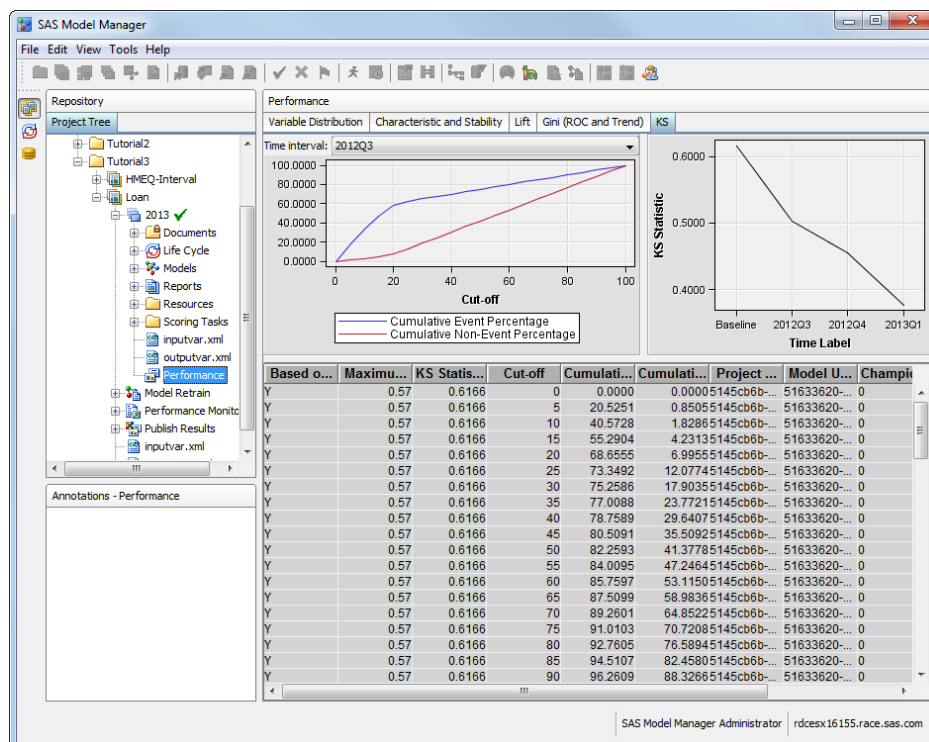 SAS Model Manager
File Edit View Tools Help
Repository
Project Tree
Tutorial2
Tutorial3
HMEQ-Interval
Loan
2013
Documents
Life Cycle
Models
Reports
Resources
Scoring Tasks
inputvar.xml
outputvar.xml
Performance
Model Retrain
Performance Monito
Publish Results
inputvar.xml
Annotations - Performance
Performance
Variable Distribution Characteristic and Stability Lift Gini (ROC and Trend) KS
Time interval: 2012Q3
100.0000
80.0000
60.0000
40.0000
20.0000
0.0000
0 20 40 60 80 100
Cut-off
Cumulative Event Percentage
Cumulative Non-Event Percentage
KS Statistic
0.6000
0.5000
0.4000
Baseline 2012Q3 2012Q4 2013Q1
Time Label
Based o... Maximu... KS Statis... Cut-off Cumulati... Cumulati... Project ... Model U... Champio
Y 0.57 0.6166 0 0.0000 0.0000 5145cb6b-... 51633620-... 0
Y 0.57 0.6166 5 20.5251 0.8505 5145cb6b-... 51633620-... 0
Y 0.57 0.6166 10 40.5728 1.8286 5145cb6b-... 51633620-... 0
Y 0.57 0.6166 15 55.2904 4.2313 5145cb6b-... 51633620-... 0
Y 0.57 0.6166 20 68.6555 6.9955 5145cb6b-... 51633620-... 0
Y 0.57 0.6166 25 73.3492 12.0774 5145cb6b-... 51633620-... 0
Y 0.57 0.6166 30 75.2586 17.9035 5145cb6b-... 51633620-... 0
Y 0.57 0.6166 35 77.0088 23.7721 5145cb6b-... 51633620-... 0
Y 0.57 0.6166 40 78.7589 29.6407 5145cb6b-... 51633620-... 0
Y 0.57 0.6166 45 80.5091 35.5092 5145cb6b-... 51633620-... 0
Y 0.57 0.6166 50 82.2593 41.3778 5145cb6b-... 51633620-... 0
Y 0.57 0.6166 55 84.0095 47.2464 5145cb6b-... 51633620-... 0
Y 0.57 0.6166 60 85.7597 53.1150 5145cb6b-... 51633620-... 0
Y 0.57 0.6166 65 87.5099 58.9836 5145cb6b-... 51633620-... 0
Y 0.57 0.6166 70 89.2601 64.8522 5145cb6b-... 51633620-... 0
Y 0.57 0.6166 75 91.0103 70.7208 5145cb6b-... 51633620-... 0
Y 0.57 0.6166 80 92.7605 76.5894 5145cb6b-... 51633620-... 0
Y 0.57 0.6166 85 94.5107 82.4580 5145cb6b-... 51633620-... 0
Y 0.57 0.6166 90 96.2609 88.3266 5145cb6b-... 51633620-... 0
SAS Model Manager Administrator rdcesx16155.race.sas.com